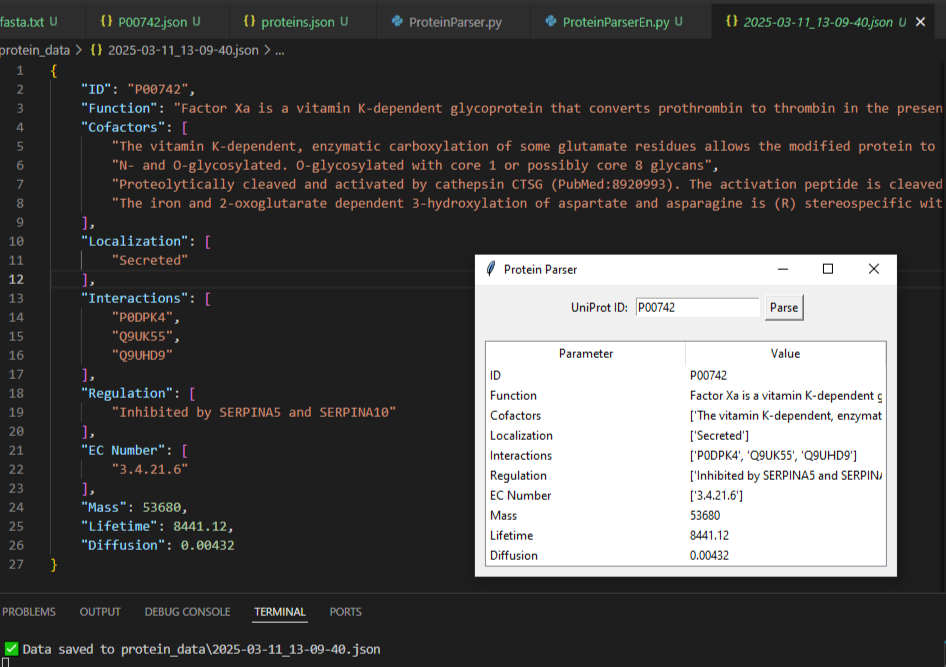 fasta.txt U
{} P00742.json U
{} proteins.json U
ProteinParser.py
ProteinParserEn.py U
{} 2025-03-11_13-09-40.json U
protein_data > {} 2025-03-11_13-09-40.json > ...
1 {
2 "ID": "P00742",
3 "Function": "Factor Xa is a vitamin K-dependent glycoprotein that converts prothrombin to thrombin in the presen
4 "Cofactors": [
5 "The vitamin K-dependent, enzymatic carboxylation of some glutamate residues allows the modified protein to
6 "N- and O-glycosylated. O-glycosylated with core 1 or possibly core 8 glycans",
7 "Proteolytically cleaved and activated by cathepsin CTSG (PubMed:8920993). The activation peptide is cleaved
8 "The iron and 2-oxoglutarate dependent 3-hydroxylation of aspartate and asparagine is (R) stereospecific wit
9 ],
10 "Localization": [
11 "Secreted"
12 ],
13 "Interactions": [
14 "P0DPK4",
15 "Q9UK55",
16 "Q9UHD9"
17 ],
18 "Regulation": [
19 "Inhibited by SERPINA5 and SERPINA10"
20 ],
21 "EC Number": [
22 "3.4.21.6"
23 ],
24 "Mass": 53680,
25 "Lifetime": 8441.12,
26 "Diffusion": 0.00432
27 }
Protein Parser
UniProt ID: P00742 Parse
Parameter Value
ID P00742
Function Factor Xa is a vitamin K-dependent g
Cofactors ['The vitamin K-dependent, enzymat
Localization ['Secreted']
Interactions ['P0DPK4', 'Q9UK55', 'Q9UHD9']
Regulation ['Inhibited by SERPINA5 and SERPINA
EC Number ['3.4.21.6']
Mass 53680
Lifetime 8441.12
Diffusion 0.00432
PROBLEMS OUTPUT DEBUG CONSOLE TERMINAL PORTS
Data saved to protein_data\2025-03-11_13-09-40.json